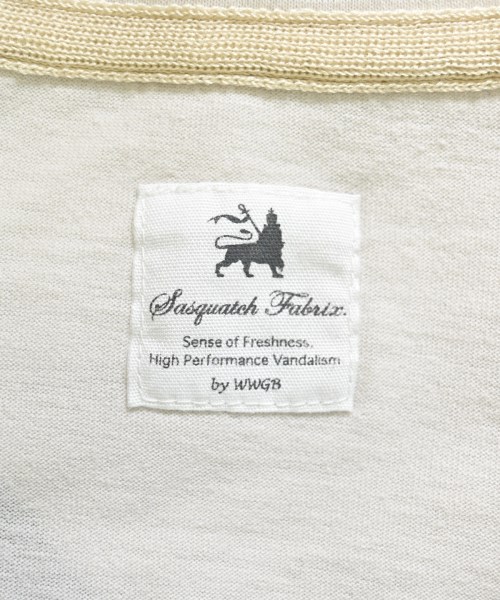 Sasquatch Fabrix.
Sense of Freshness.
High Performance Vandalism
by WWGB